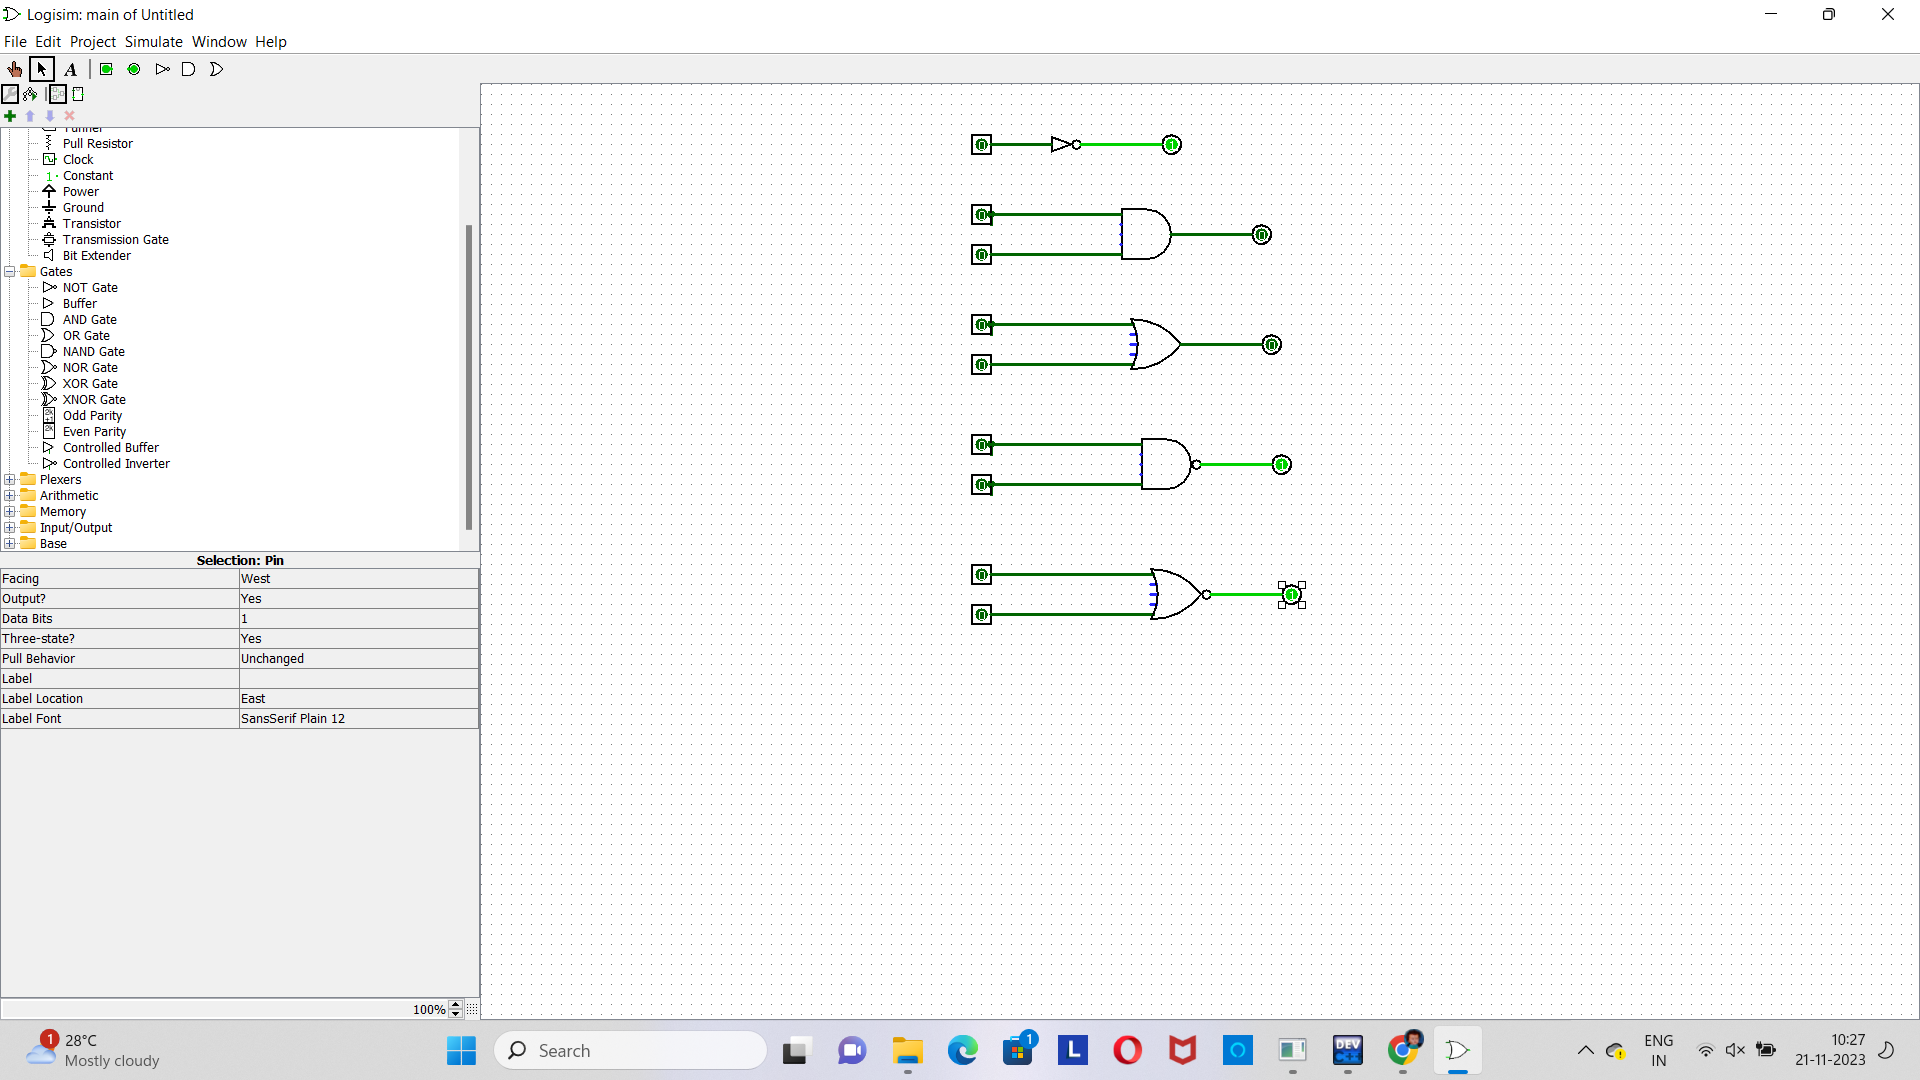 Logisim: main of Untitled
File Edit Project Simulate Window Help
A
Tunner
Pull Resistor
Clock
1 Constant
Power
Ground
Transistor
Transmission Gate
Bit Extender
Gates
NOT Gate
Buffer
AND Gate
OR Gate
NAND Gate
NOR Gate
XOR Gate
XNOR Gate
Odd Parity
Even Parity
Controlled Buffer
Controlled Inverter
Plexers
Arithmetic
Memory
Input/Output
Base
Selection: Pin
Facing West
Output? Yes
Data Bits 1
Three-state? Yes
Pull Behavior Unchanged
Label
Label Location East
Label Font SansSerif Plain 12
100%
0 1
0
0 0
0
0 0
0
0 1
0
0 1
0
1 28°C
Mostly cloudy
Search
1
L
DEV
C++
ENG
IN
10:27
21-11-2023